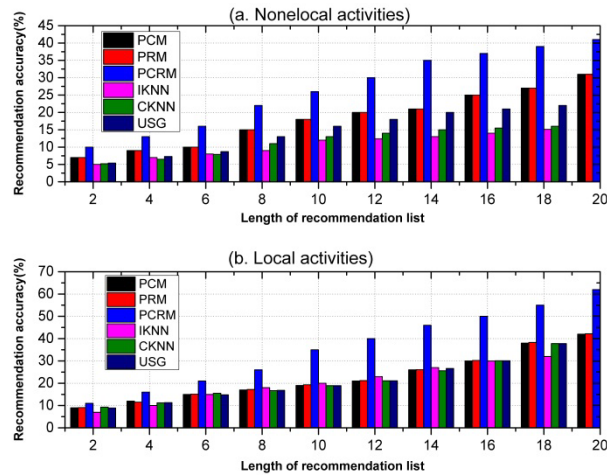 (a. Nonelocal activities)
Recommendation accuracy(%)
45
40
35
30
25
20
15
10
5
0
PCM
PRM
PCRM
IKNN
CKNN
USG
2 4 6 8 10 12 14 16 18 20
Length of recommendation list
(b. Local activities)
Recommendation accuracy(%)
70
60
50
40
30
20
10
0
PCM
PRM
PCRM
IKNN
CKNN
USG
2 4 6 8 10 12 14 16 18 20
Length of recommendation list